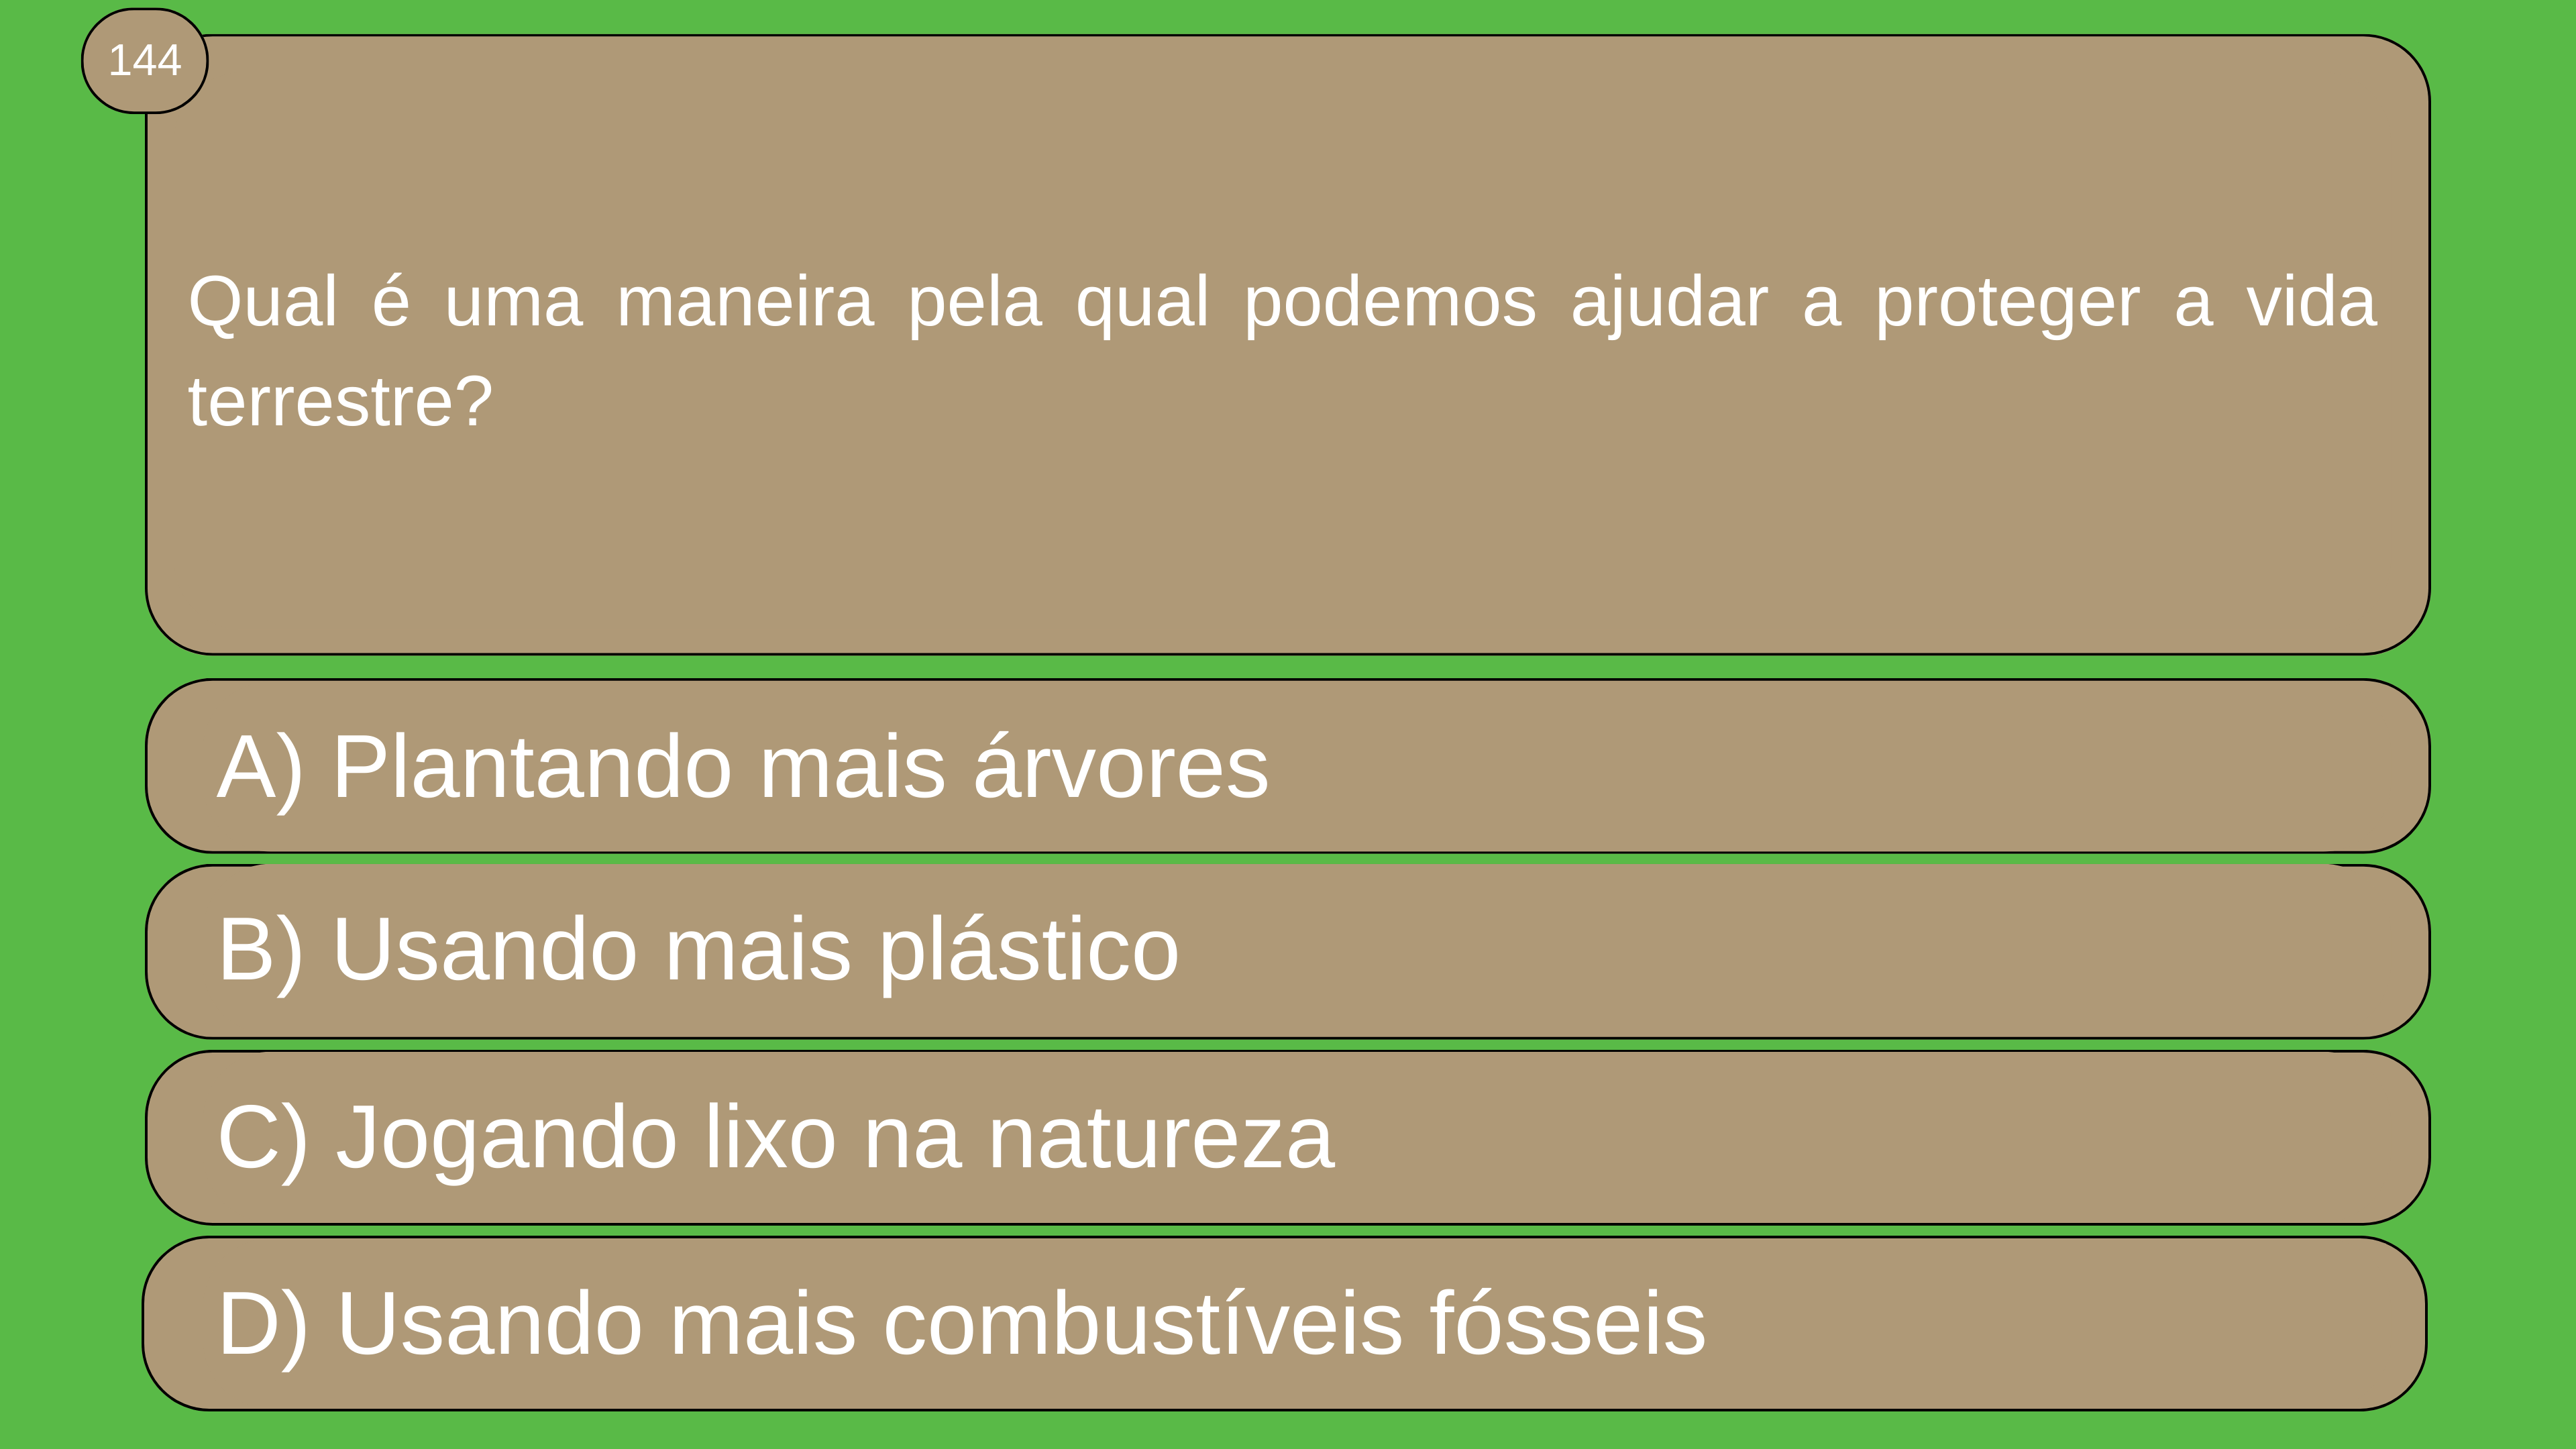 144
Qual é uma maneira pela qual podemos ajudar a proteger a vida
terrestre?
A) Plantando mais árvores
B) Usando mais plástico
C) Jogando lixo na natureza
D) Usando mais combustíveis fósseis